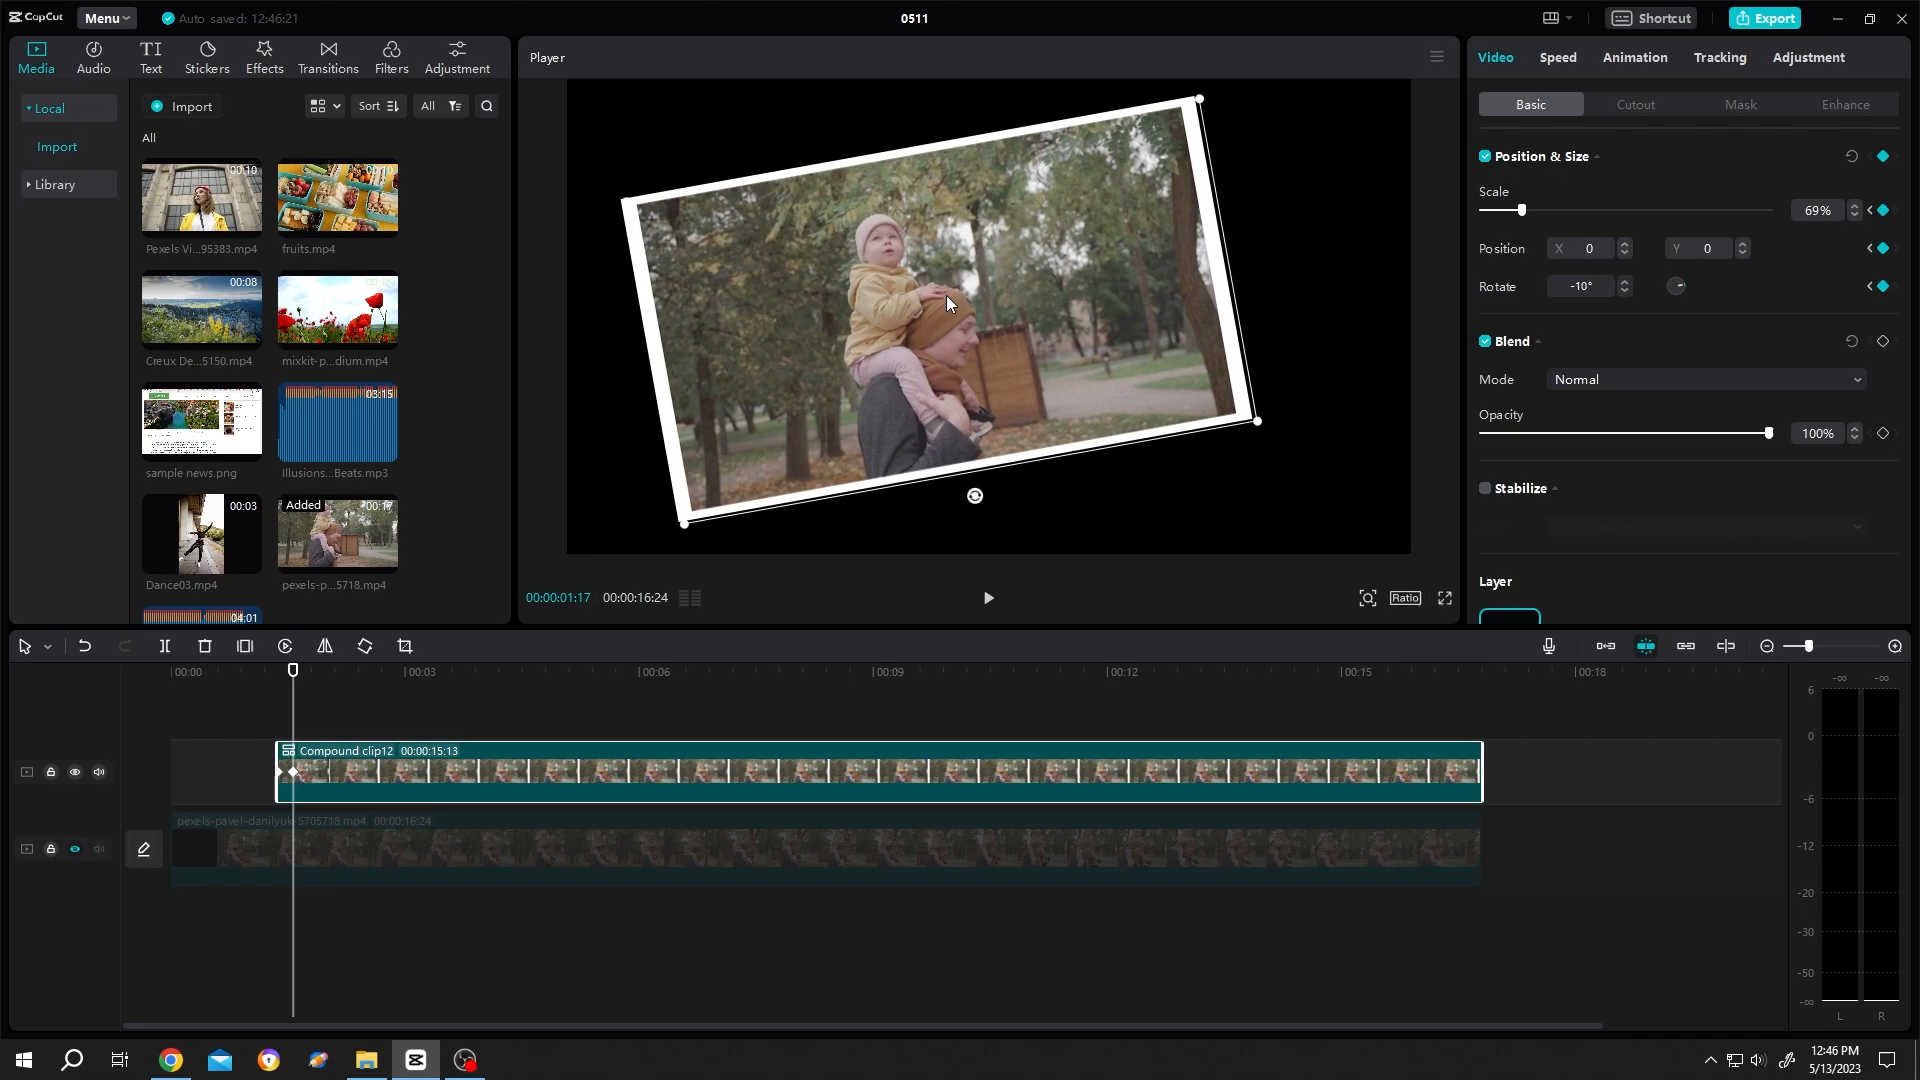 CapCut Menu Auto saved: 12:46:21 0511 Shortcut Export
Media Audio Text Stickers Effects Transitions Filters Adjustment
Local
Import
Library
Import Sort All
All
00:10
Pexels Vi...95383.mp4
fruits.mp4
00:08
Creux De...5150.mp4
mixkit-p...dium.mp4
sample news.png
03:15
Illusions...Beats.mp3
00:03
Dance03.mp4
Added 00:17
pexels-p...5718.mp4
04:01
Player
00:00:01:17 00:00:16:24 Ratio
Video Speed Animation Tracking Adjustment
Basic Cutout Mask Enhance
Position & Size
Scale
69%
Position X 0 Y 0
Rotate -10°
Blend
Mode Normal
Opacity
100%
Stabilize
Layer
00:00 00:03 00:06 00:09 00:12 00:15 00:18
Compound clip12 00:00:15:13
pexels-pavel-danilyuk-5705718.mp4 00:00:16:24
-∞ -∞
6
0
-6
-12
-20
-30
-50
-∞
L R
12:46 PM
5/13/2023